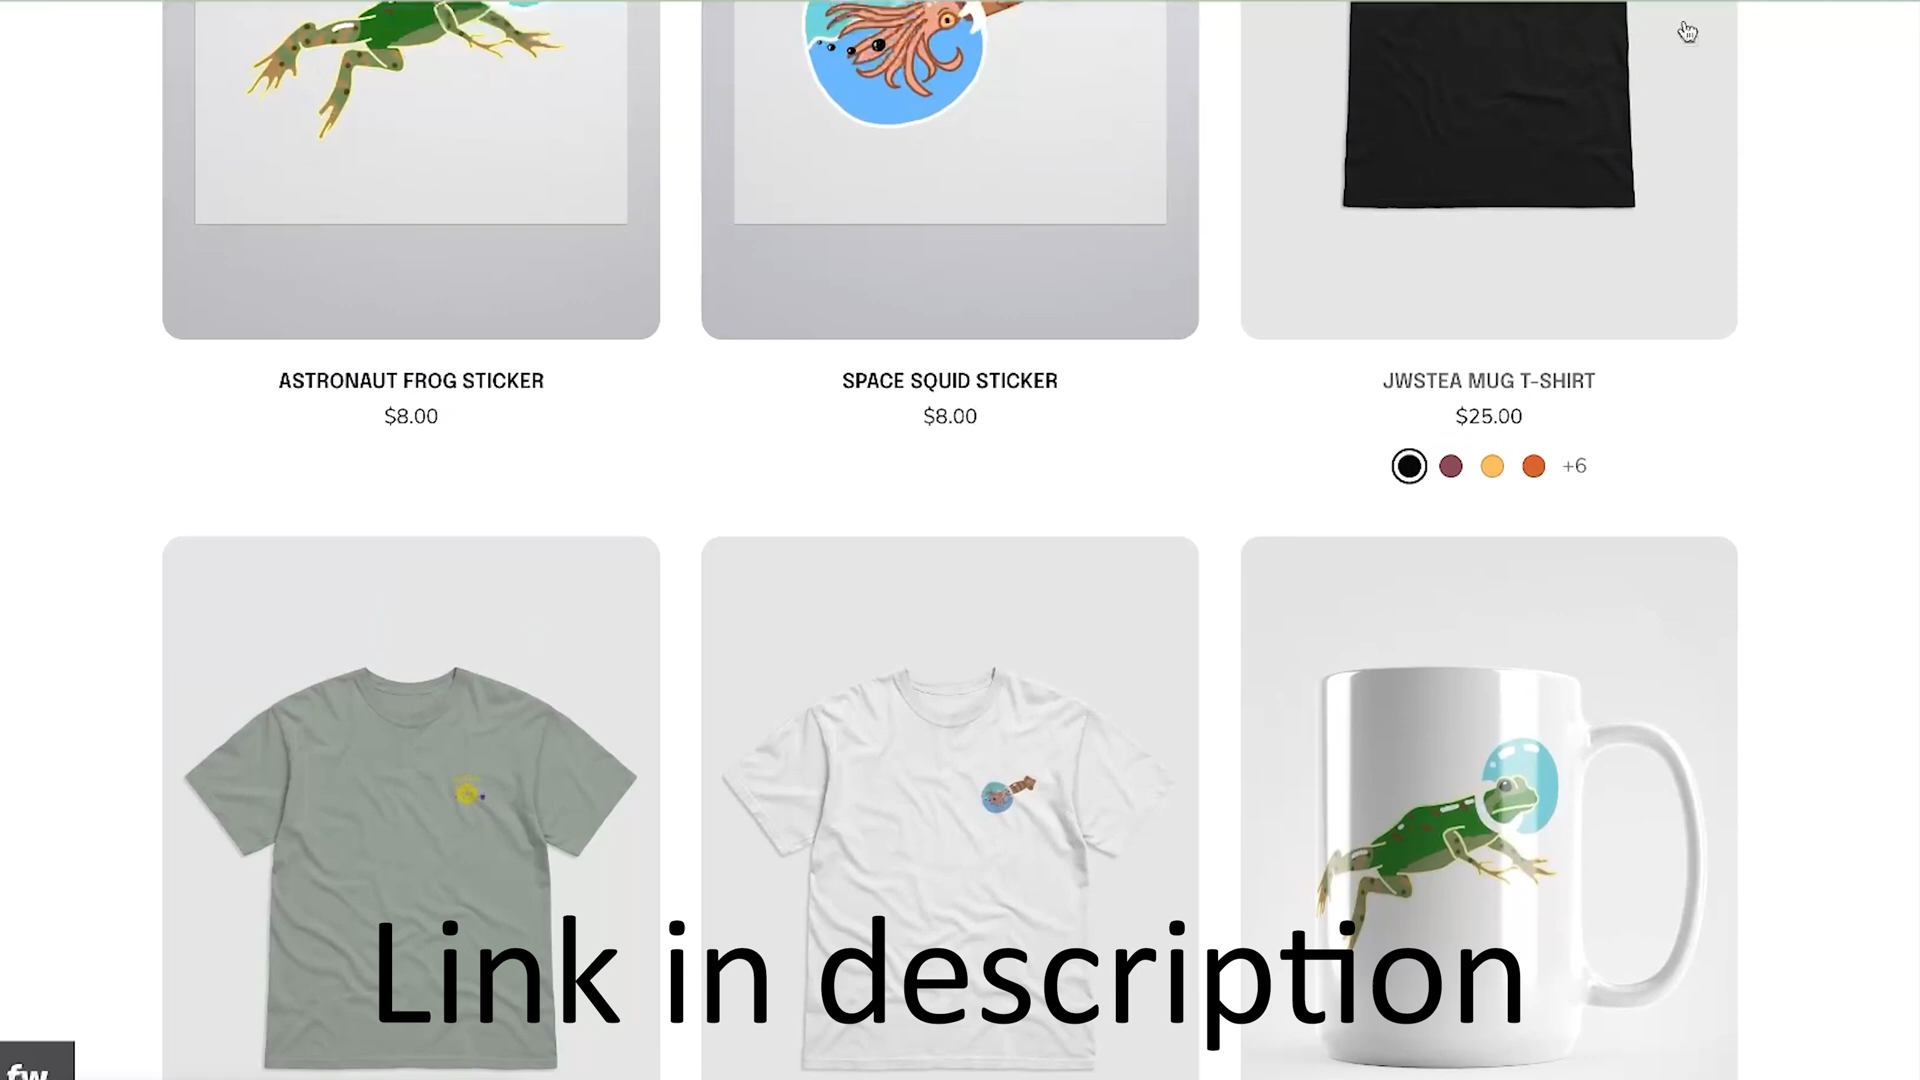 ASTRONAUT FROG STICKER
$8.00
SPACE SQUID STICKER
$8.00
JWSTEA MUG T-SHIRT
$25.00
+6
Link in description
fw